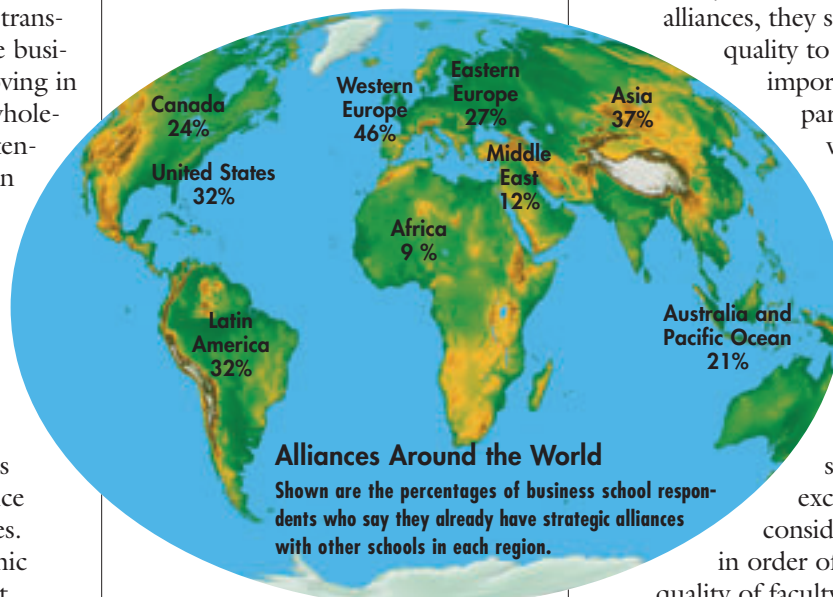 trans-
e busi-
ving in
whole-
ten-
n
s
ce
es.
nic
t
alliances, they s
quality to
impor
par
w
Canada
24%
United States
32%
Latin
America
32%
Western
Europe
46%
Eastern
Europe
27%
Middle
East
12%
Africa
9 %
Asia
37%
Australia and
Pacific Ocean
21%
Alliances Around the World
Shown are the percentages of business school respon-
dents who say they already have strategic alliances
with other schools in each region.
s
exc
consid
in order of
quality of faculty